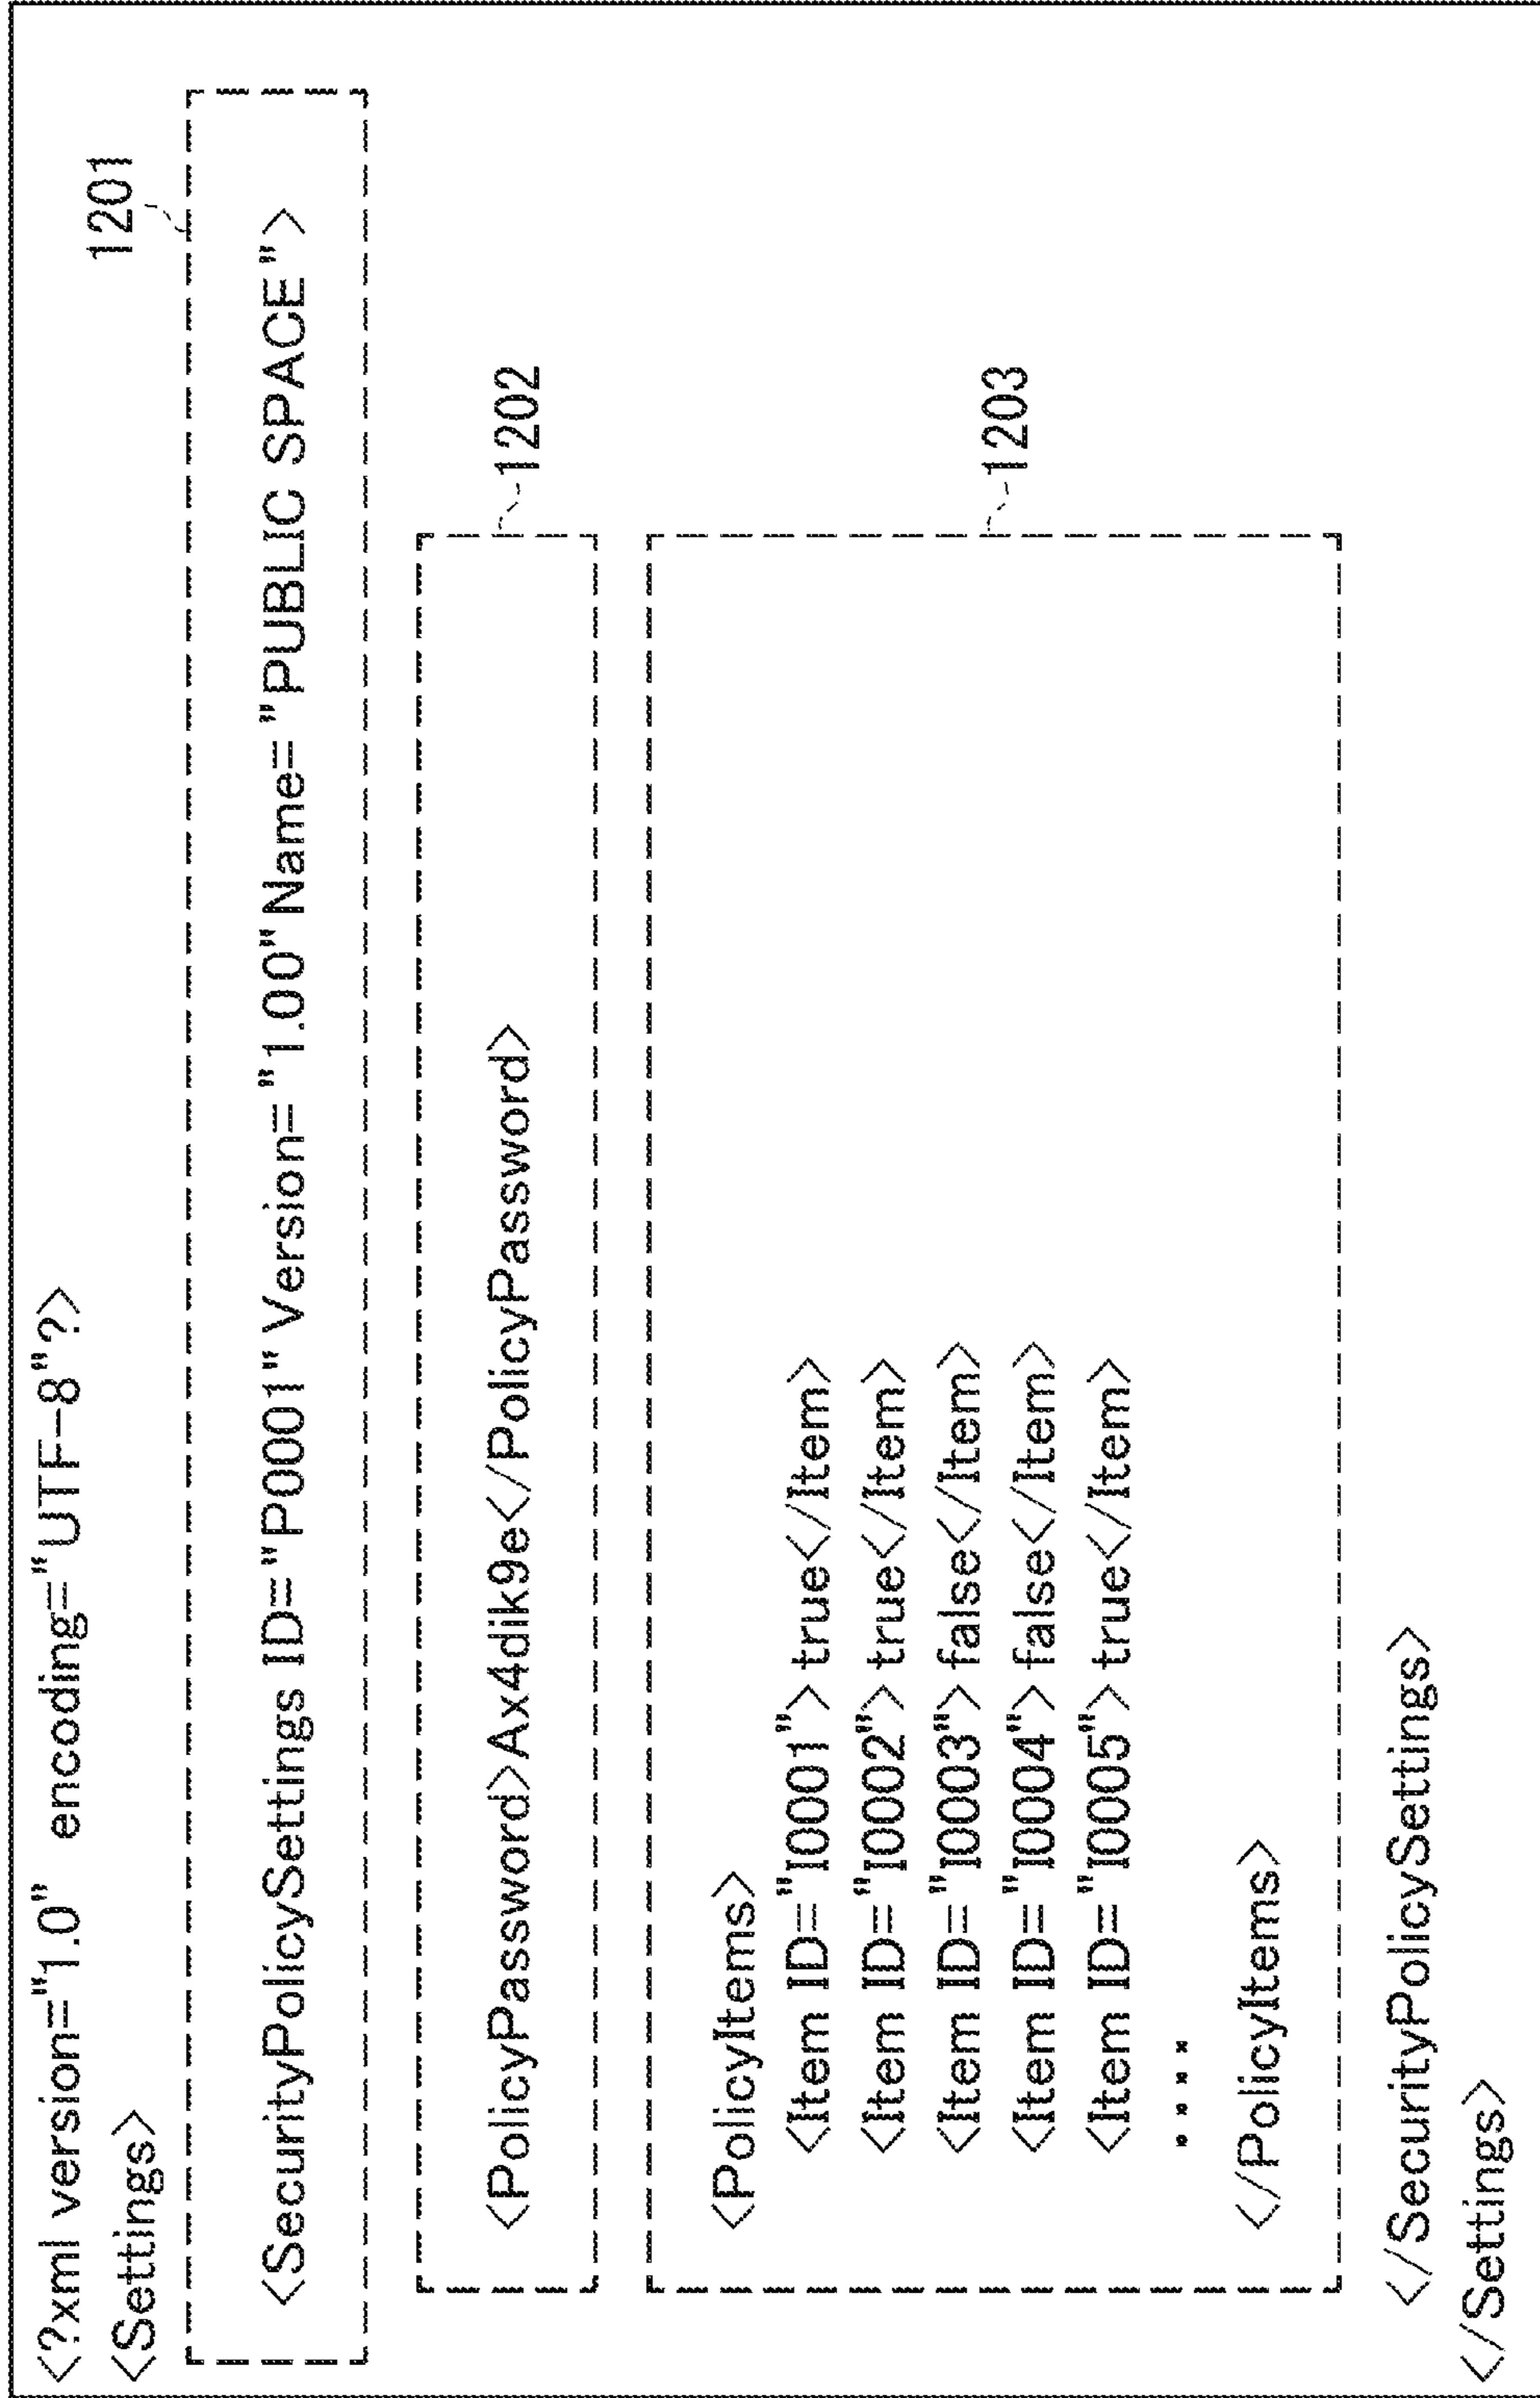 <?xml version="1.0" encoding="UTF-8"?>
<Settings>
1201
<SecurityPolicySettings ID="P0001" Version="1.00" Name="PUBLIC SPACE">
1202
<PolicyPassword>Ax4dik9e</PolicyPassword>
1203
<PolicyItems>
<Item ID="I0001">true</Item>
<Item ID="I0002">true</Item>
<Item ID="I0003">false</Item>
<Item ID="I0004">false</Item>
<Item ID="I0005">true</Item>
....
</PolicyItems>
</SecurityPolicySettings>
</Settings>